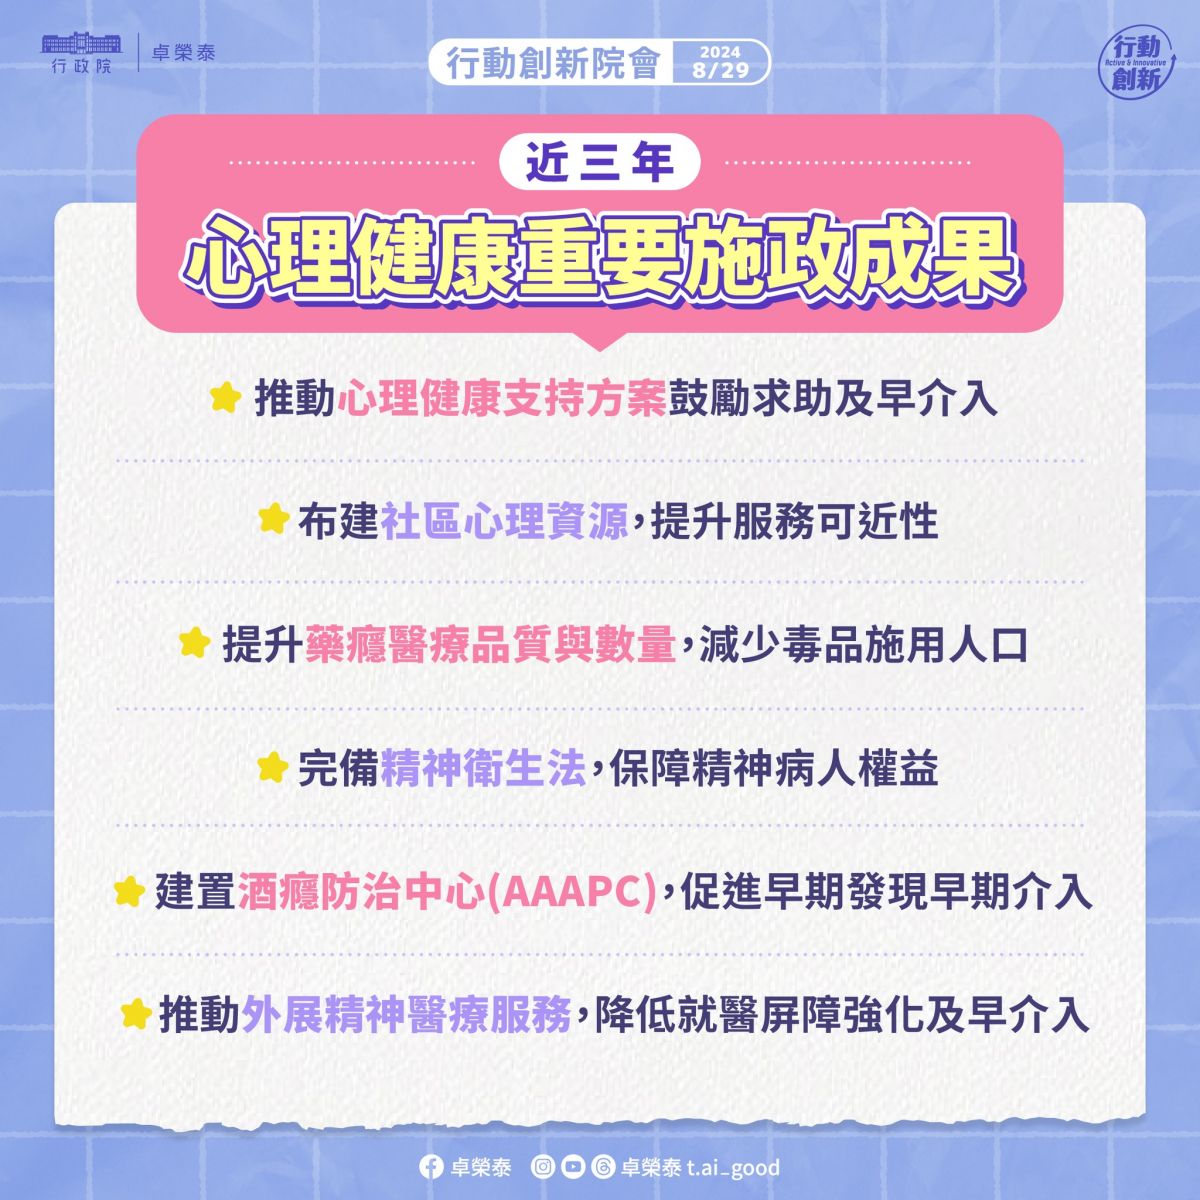 行政院
卓榮泰
行動創新院會
2024
8/29
行動
Active & Innovative
創新
近三年
心理健康重要施政成果
推動心理健康支持方案鼓勵求助及早介入
布建社區心理資源，提升服務可近性
提升藥癮醫療品質與數量，減少毒品施用人口
完備精神衛生法，保障精神病人權益
建置酒癮防治中心(AAAPC)，促進早期發現早期介入
推動外展精神醫療服務，降低就醫屏障強化及早介入
卓榮泰 卓榮泰 t.ai_good